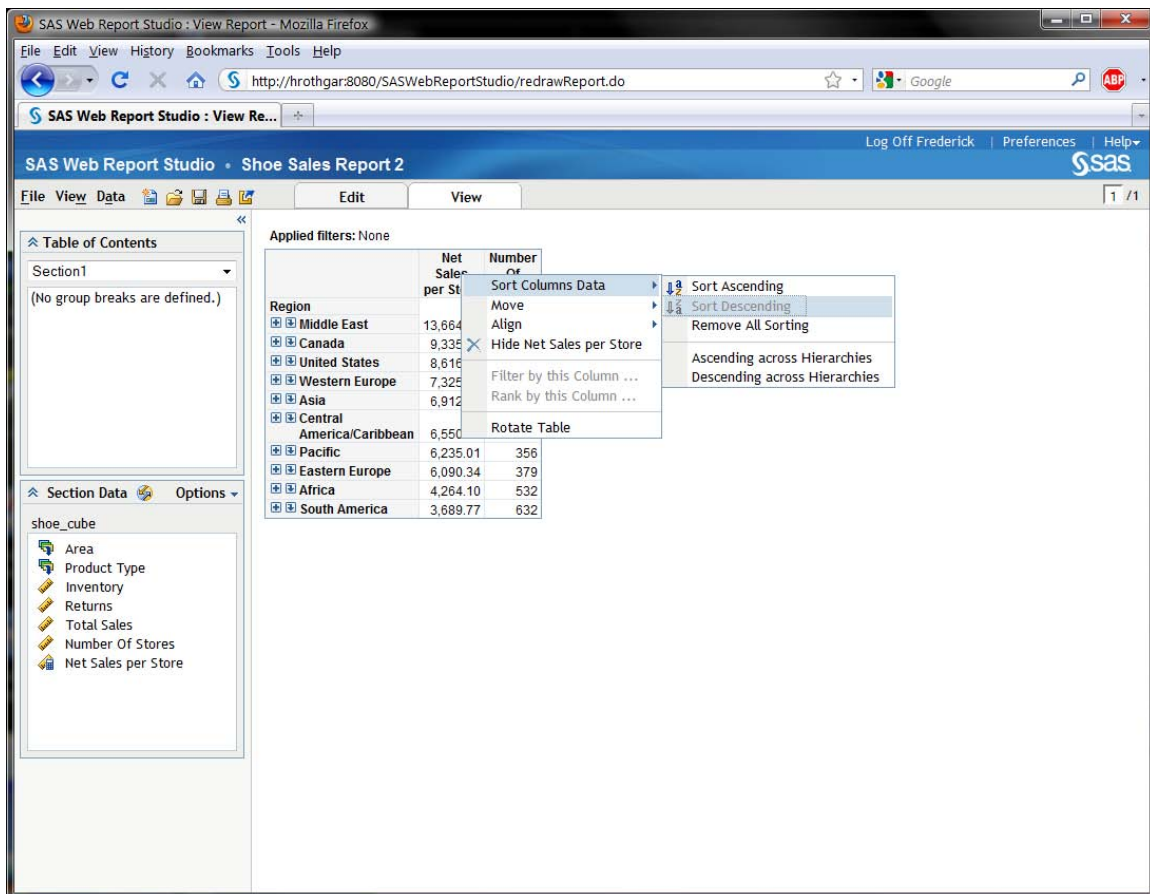 SAS Web Report Studio : View Report - Mozilla Firefox
File Edit View History Bookmarks Tools Help
http://hrothgar:8080/SASWebReportStudio/redrawReport.do
Google
ABP
SAS Web Report Studio : View Re...
Log Off Frederick | Preferences | Help
SAS Web Report Studio • Shoe Sales Report 2
sas
File View Data
Edit
View
1 /1
Table of Contents
Section1
(No group breaks are defined.)
Section Data Options
shoe_cube
Area
Product Type
Inventory
Returns
Total Sales
Number Of Stores
Net Sales per Store
Applied filters: None
Net Number
Sales Of
per St
Region
Middle East 13,664
Canada 9,335
United States 8,616
Western Europe 7,325
Asia 6,912
Central
America/Caribbean 6,550
Pacific 6,235.01 356
Eastern Europe 6,090.34 379
Africa 4,264.10 532
South America 3,689.77 632
Sort Columns Data
Move
Align
Hide Net Sales per Store
Filter by this Column ...
Rank by this Column ...
Rotate Table
Sort Ascending
Sort Descending
Remove All Sorting
Ascending across Hierarchies
Descending across Hierarchies